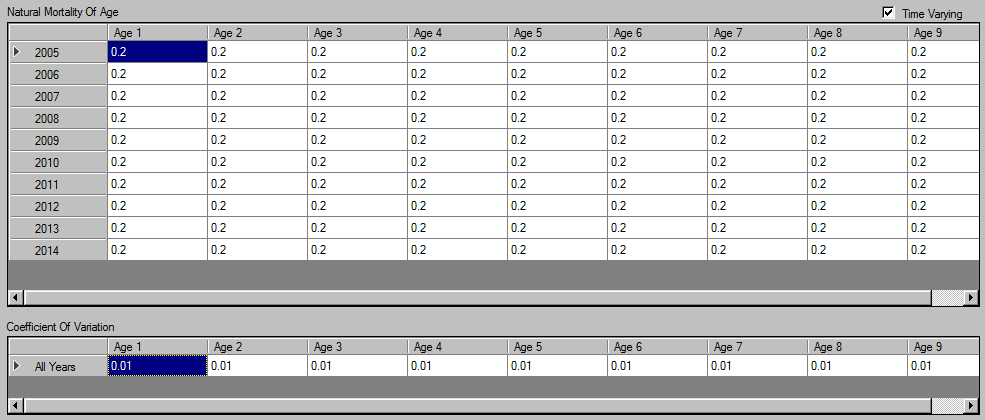 Natural Mortality Of Age Time Varying
Age 1 Age 2 Age 3 Age 4 Age 5 Age 6 Age 7 Age 8 Age 9
2005 0.2 0.2 0.2 0.2 0.2 0.2 0.2 0.2 0.2
2006 0.2 0.2 0.2 0.2 0.2 0.2 0.2 0.2 0.2
2007 0.2 0.2 0.2 0.2 0.2 0.2 0.2 0.2 0.2
2008 0.2 0.2 0.2 0.2 0.2 0.2 0.2 0.2 0.2
2009 0.2 0.2 0.2 0.2 0.2 0.2 0.2 0.2 0.2
2010 0.2 0.2 0.2 0.2 0.2 0.2 0.2 0.2 0.2
2011 0.2 0.2 0.2 0.2 0.2 0.2 0.2 0.2 0.2
2012 0.2 0.2 0.2 0.2 0.2 0.2 0.2 0.2 0.2
2013 0.2 0.2 0.2 0.2 0.2 0.2 0.2 0.2 0.2
2014 0.2 0.2 0.2 0.2 0.2 0.2 0.2 0.2 0.2
Coefficient Of Variation
Age 1 Age 2 Age 3 Age 4 Age 5 Age 6 Age 7 Age 8 Age 9
All Years 0.01 0.01 0.01 0.01 0.01 0.01 0.01 0.01 0.01